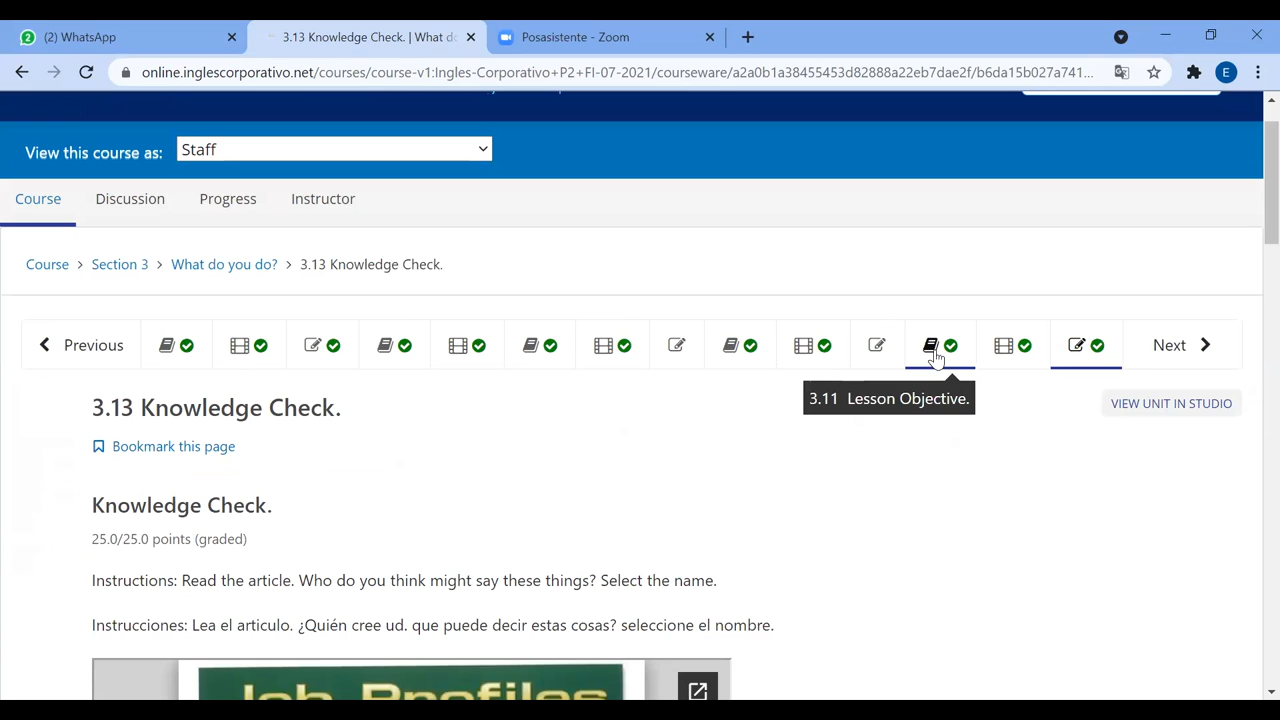 (2) WhatsApp
3.13 Knowledge Check. | What do
Posasistente - Zoom
online.inglescorporativo.net/courses/course-v1:Ingles-Corporativo+P2+FI-07-2021/courseware/a2a0b1a38455453d82888a22eb7dae2f/b6da15b027a741...
E
View this course as:
Staff
Course
Discussion
Progress
Instructor
Course > Section 3 > What do you do? > 3.13 Knowledge Check.
Previous
Next
3.11 Lesson Objective.
3.13 Knowledge Check.
VIEW UNIT IN STUDIO
Bookmark this page
Knowledge Check.
25.0/25.0 points (graded)
Instructions: Read the article. Who do you think might say these things? Select the name.
Instrucciones: Lea el articulo. ¿Quién cree ud. que puede decir estas cosas? seleccione el nombre.
Job Profiles